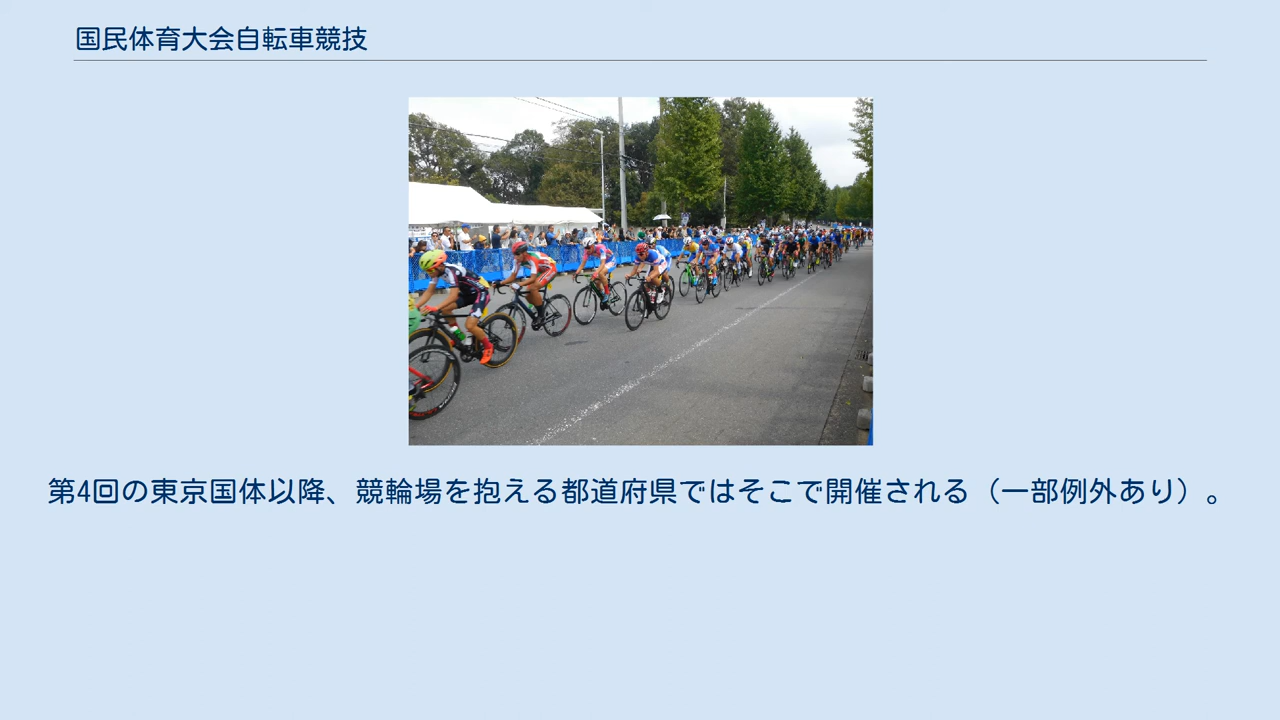 国民体育大会自転車競技
第4回の東京国体以降、競輪場を抱える都道府県ではそこで開催される（一部例外あり）。